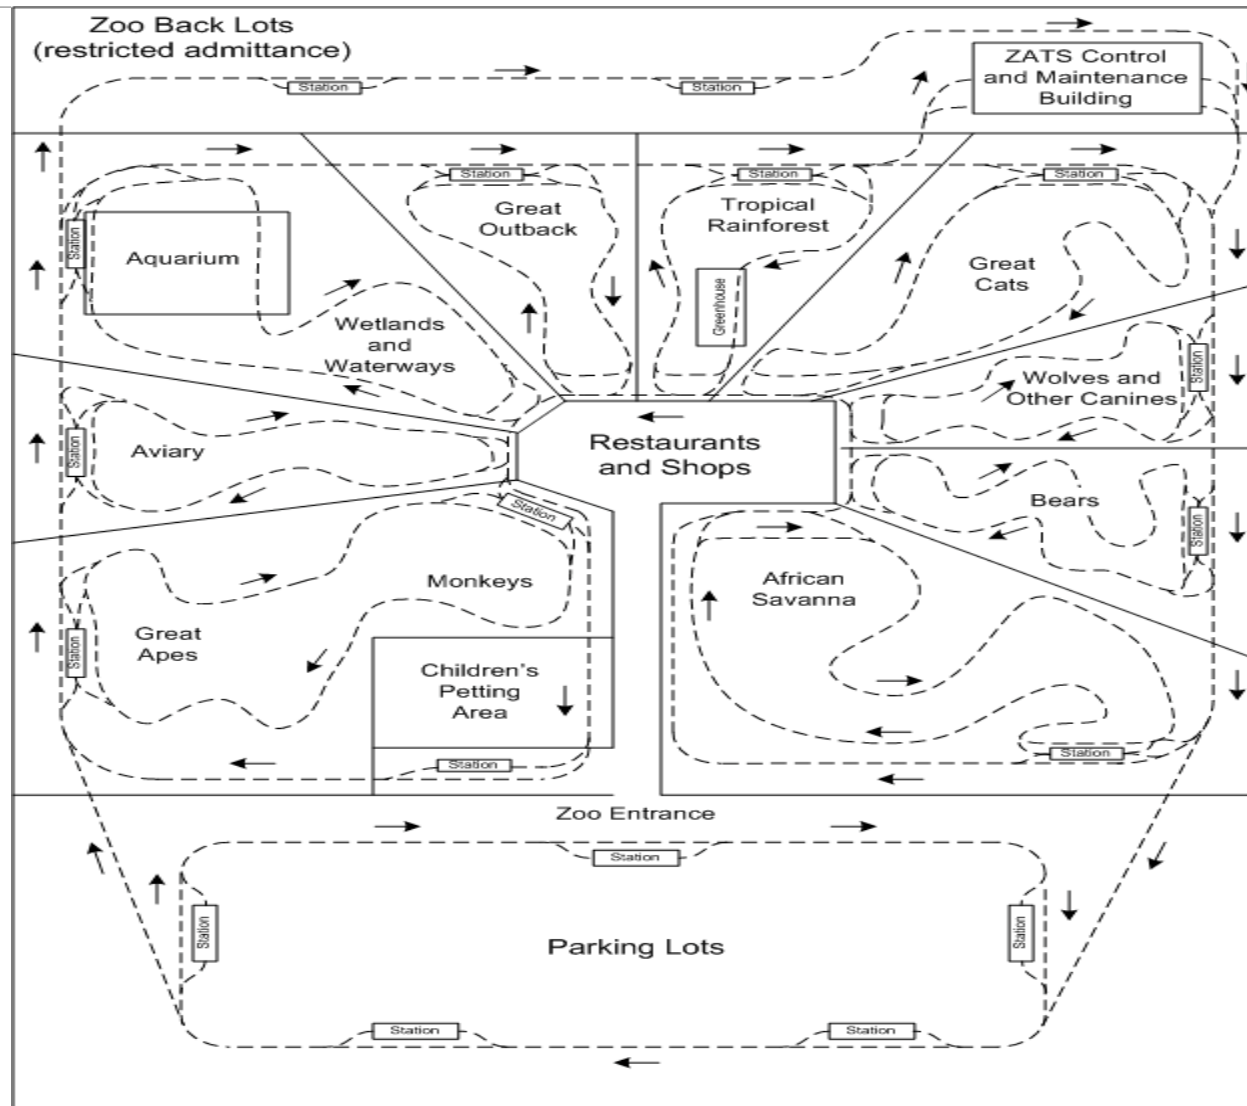 Zoo Back Lots
(restricted admittance)
ZATS Control
and Maintenance
Building
Station
Station
Station
Station
Station
Great
Outback
Tropical
Rainforest
Great
Cats
Station
Aquarium
Greenhouse
Wetlands
and
Waterways
Station
Wolves and
Other Canines
Restaurants
and Shops
Station
Aviary
Station
Bears
Station
Monkeys
African
Savanna
Great
Apes
Station
Children's
Petting
Area
Station
Station
Zoo Entrance
Station
Station
Station
Parking Lots
Station
Station